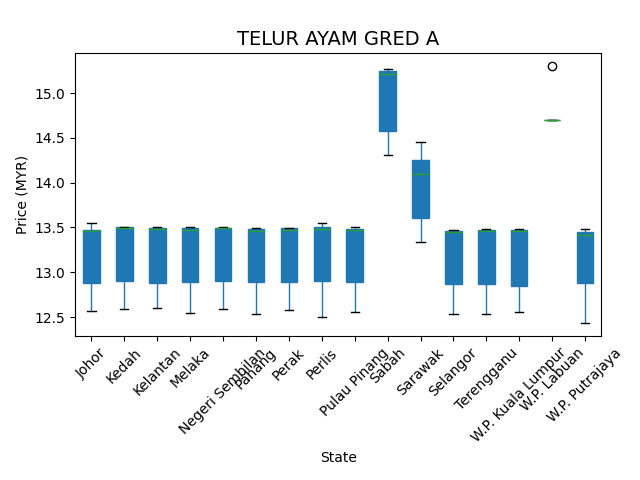 TELUR AYAM GRED A
Price (MYR)
15.0
14.5
14.0
13.5
13.0
12.5
Johor
Kedah
Kelantan
Melaka
Negeri Sembilan
Pahang
Perak
Perlis
Pulau Pinang
Sabah
Sarawak
Selangor
Terengganu
W.P. Kuala Lumpur
W.P. Labuan
W.P. Putrajaya
State